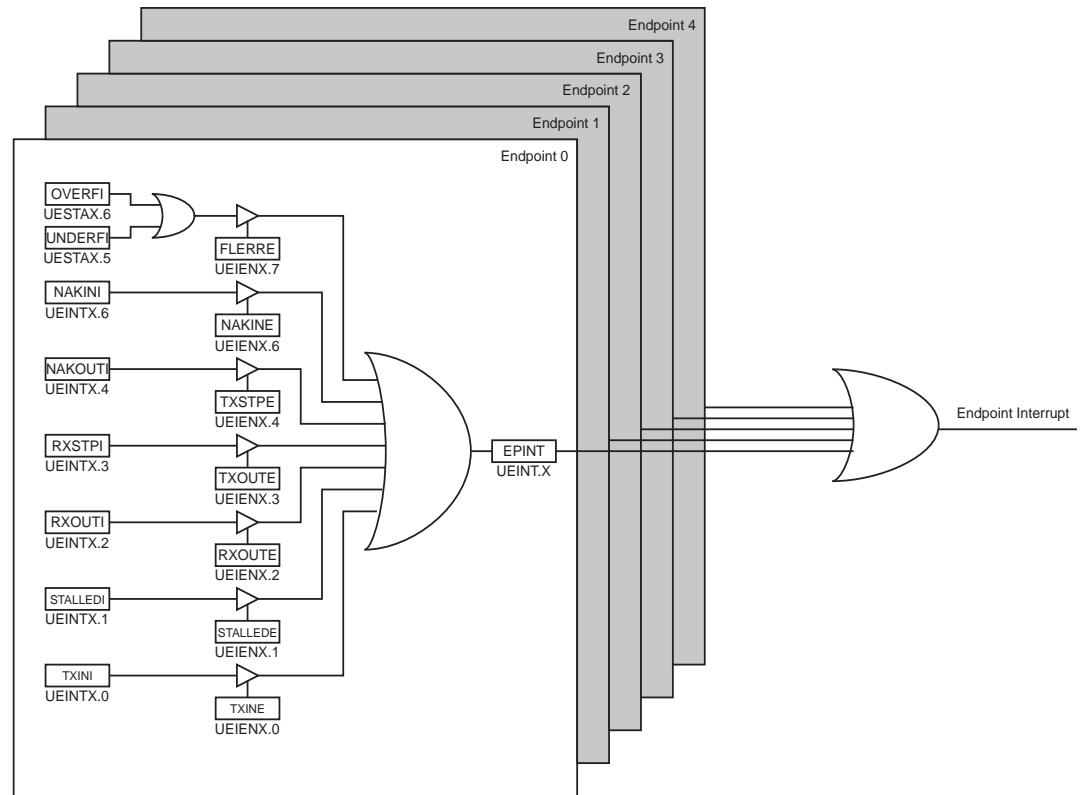 Endpoint 4
Endpoint 3
Endpoint 2
Endpoint 1
Endpoint 0
OVERFI
UESTAX.6
UNDERFI
UESTAX.5
FLERRE
UEIENX.7
NAKINI
UEINTX.6
NAKINE
UEIENX.6
NAKOUTI
UEINTX.4
TXSTPE
UEIENX.4
RXSTPI
UEINTX.3
TXOUTE
UEIENX.3
RXOUTI
UEINTX.2
RXOUTE
UEIENX.2
STALLEDI
UEINTX.1
STALLEDE
UEIENX.1
TXINI
UEINTX.0
TXINE
UEIENX.0
EPINT
UEINT.X
Endpoint Interrupt